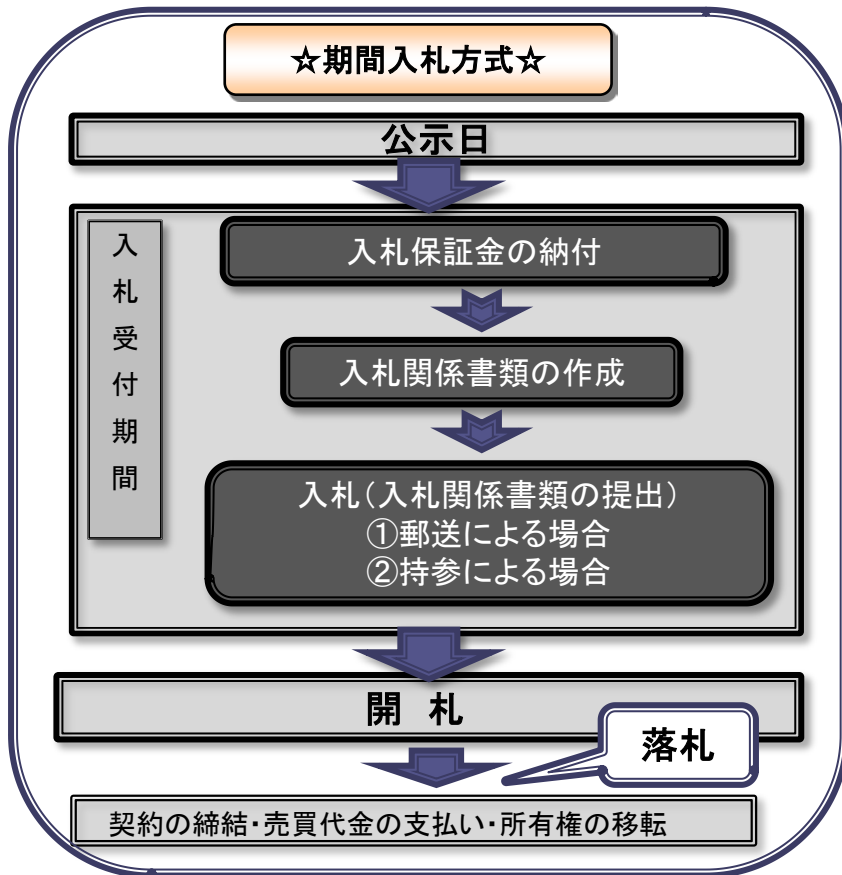 ☆期間入札方式☆
公示日
入札受付期間
入札保証金の納付
入札関係書類の作成
入札（入札関係書類の提出）
①郵送による場合
②持参による場合
開 札
落札
契約の締結・売買代金の支払い・所有権の移転